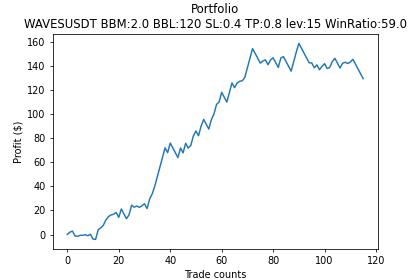 Portfolio
WAVESUSDT BBM:2.0 BBL:120 SL:0.4 TP:0.8 lev:15 WinRatio:59.0
160
140
120
100
80
60
40
20
0
Profit ($)
0 20 40 60 80 100 120
Trade counts